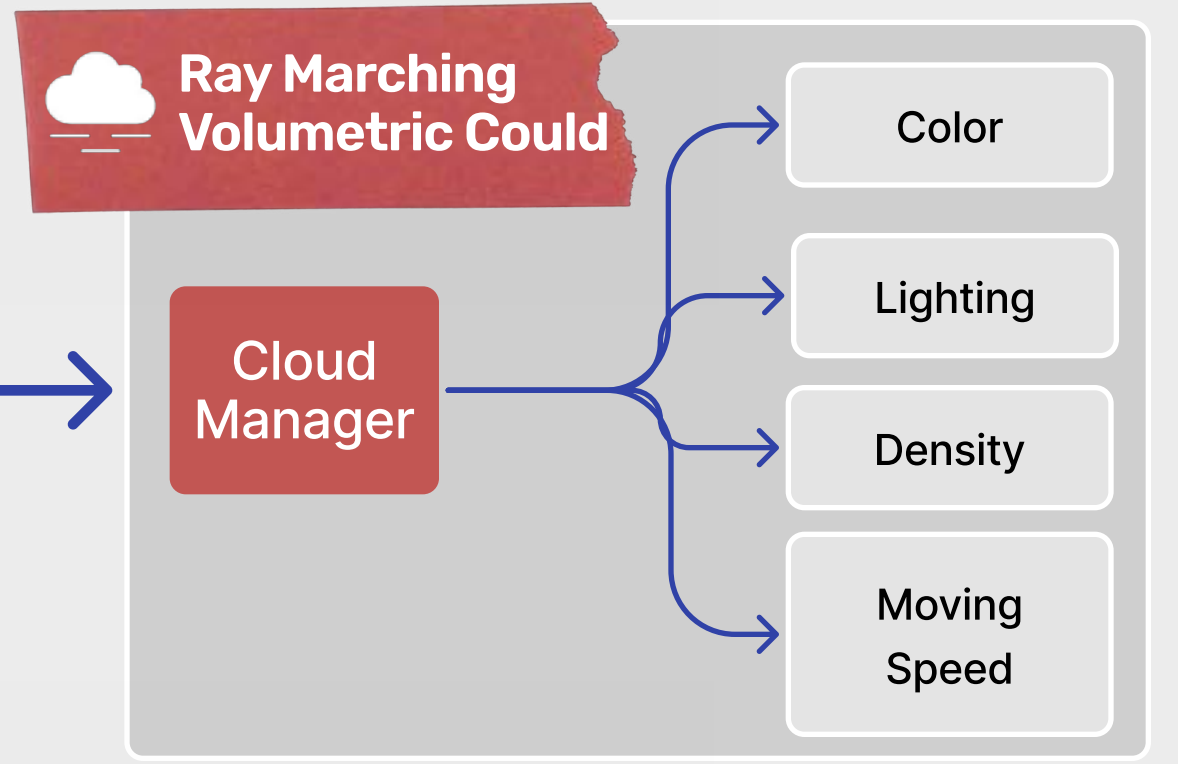 Ray Marching
Volumetric Could
Color
Lighting
Cloud
Manager
Density
Moving
Speed